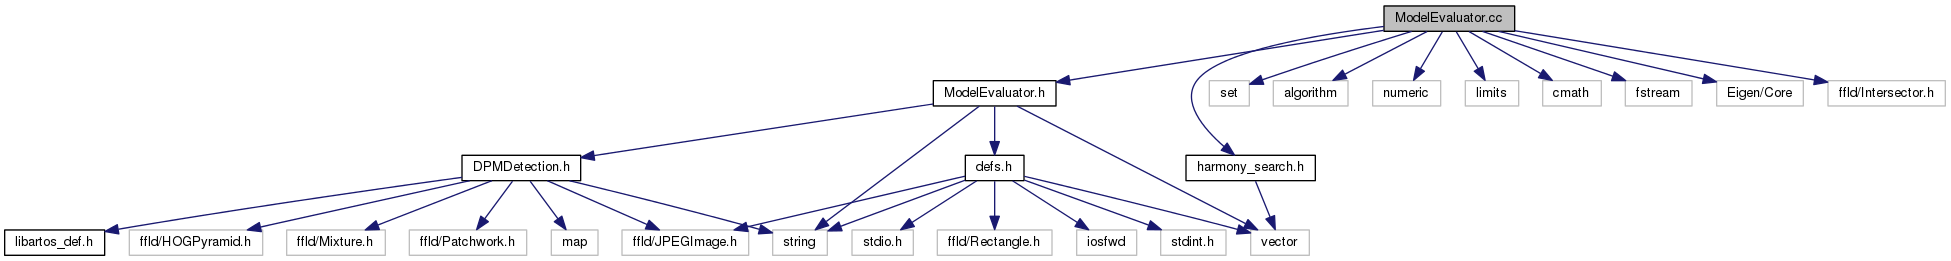 ModelEvaluator.cc
ModelEvaluator.h
set
algorithm
numeric
limits
cmath
fstream
Eigen/Core
ffld/Intersector.h
DPMDetection.h
defs.h
harmony_search.h
libartos_def.h
ffld/HOGPyramid.h
ffld/Mixture.h
ffld/Patchwork.h
map
ffld/JPEGImage.h
string
stdio.h
ffld/Rectangle.h
iosfwd
stdint.h
vector